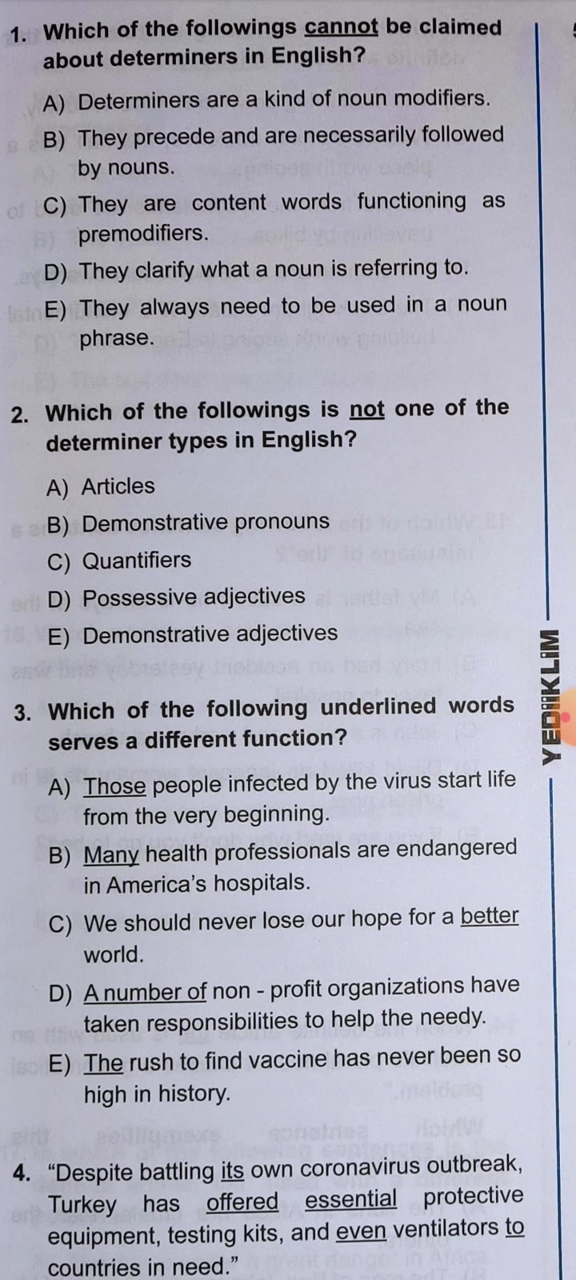 1. Which of the followings cannot be claimed
about determiners in English?
A) Determiners are a kind of noun modifiers.
B) They precede and are necessarily followed
by nouns.
C) They are content words functioning as
premodifiers.
D) They clarify what a noun is referring to.
E) They always need to be used in a noun
phrase.
2. Which of the followings is not one of the
determiner types in English?
A) Articles
B) Demonstrative pronouns
C) Quantifiers
D) Possessive adjectives
E) Demonstrative adjectives
3. Which of the following underlined words
serves a different function?
A) Those people infected by the virus start life
from the very beginning.
B) Many health professionals are endangered
in America's hospitals.
C) We should never lose our hope for a better
world.
D) A number of non - profit organizations have
taken responsibilities to help the needy.
E) The rush to find vaccine has never been so
high in history.
4. “Despite battling its own coronavirus outbreak,
Turkey has offered essential protective
equipment, testing kits, and even ventilators to
countries in need.”
YEDİİKLİM